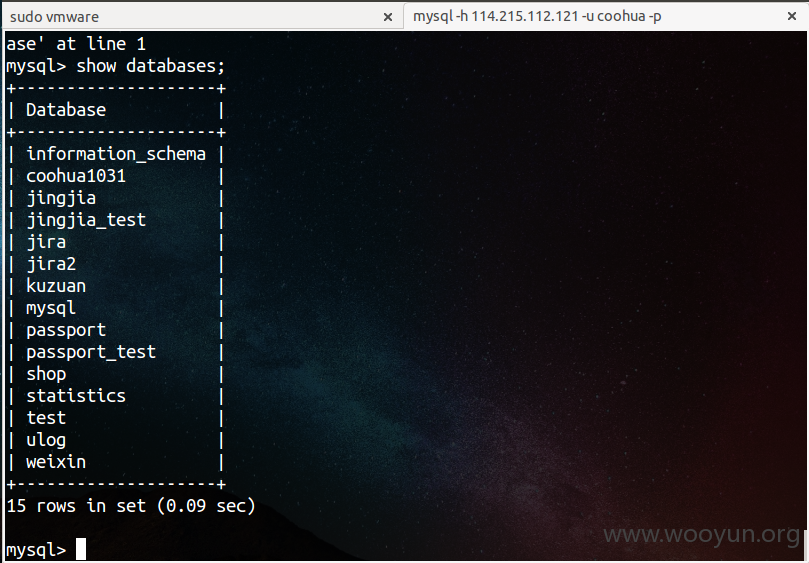 sudo vmware
mysql -h 114.215.112.121 -u coohua -p
ase' at line 1
mysql> show databases;
+--------------------+
| Database           |
+--------------------+
| information_schema |
| coohua1031         |
| jingjia            |
| jingjia_test       |
| jira               |
| jira2              |
| kuzuan             |
| mysql              |
| passport           |
| passport_test      |
| shop               |
| statistics         |
| test               |
| ulog               |
| weixin             |
+--------------------+
15 rows in set (0.09 sec)
mysql>
www.wooyun.org